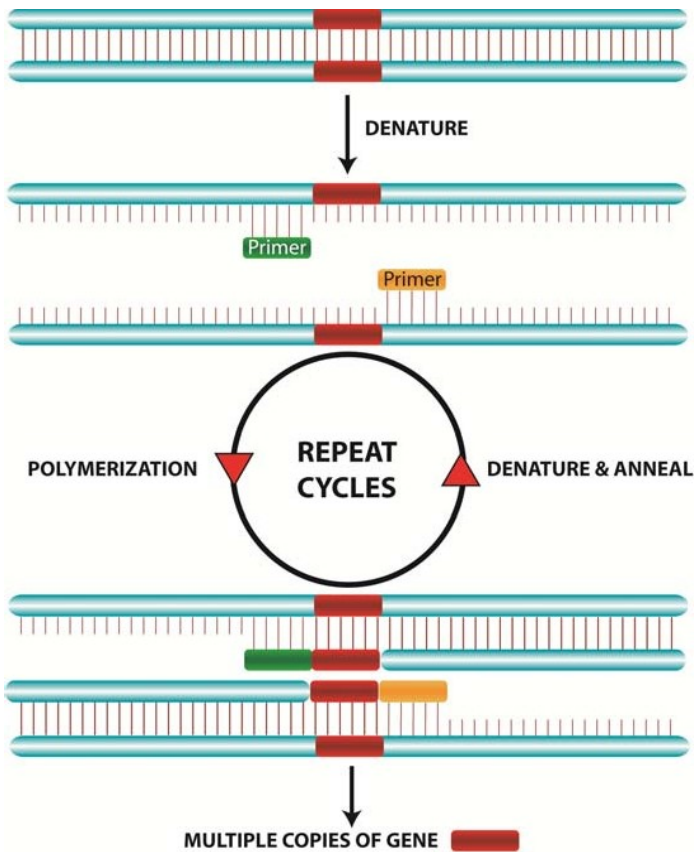 DENATURE
Primer
Primer
REPEAT
CYCLES
POLYMERIZATION
DENATURE & ANNEAL
MULTIPLE COPIES OF GENE